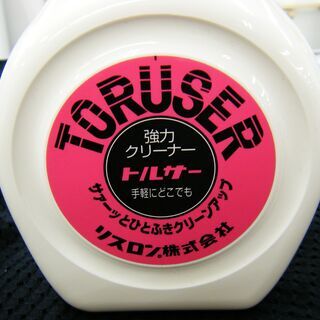 TORUSER
強力
クリーナー
トルサー
手軽にどこでも
サァーッとひとふきクリーンアップ
リスロン株式会社